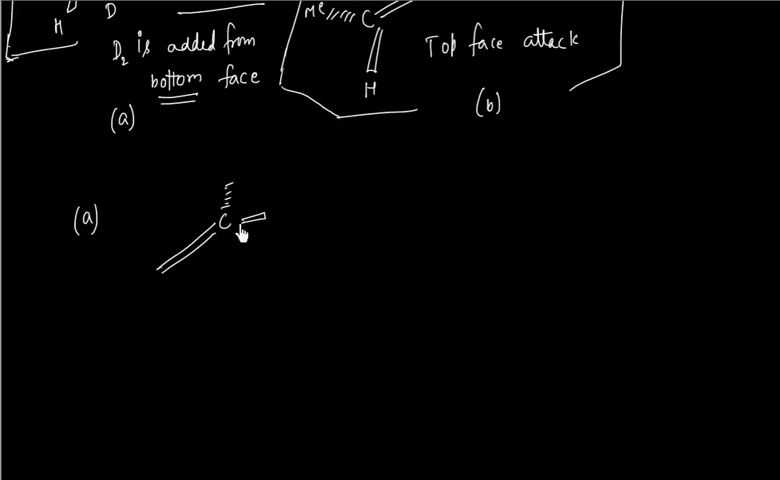 H
D
D2 is added from
bottom face
(a)
Me C
H
Top face attack
(b)
(a)
C